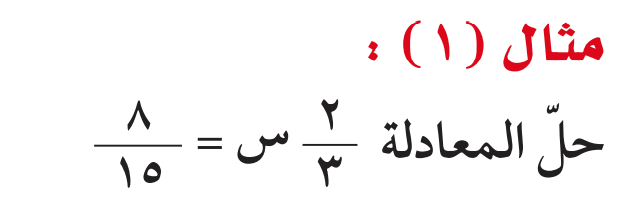 مثال (١) :
حلّ المعادلة ٢/٣ س = ٨/١٥